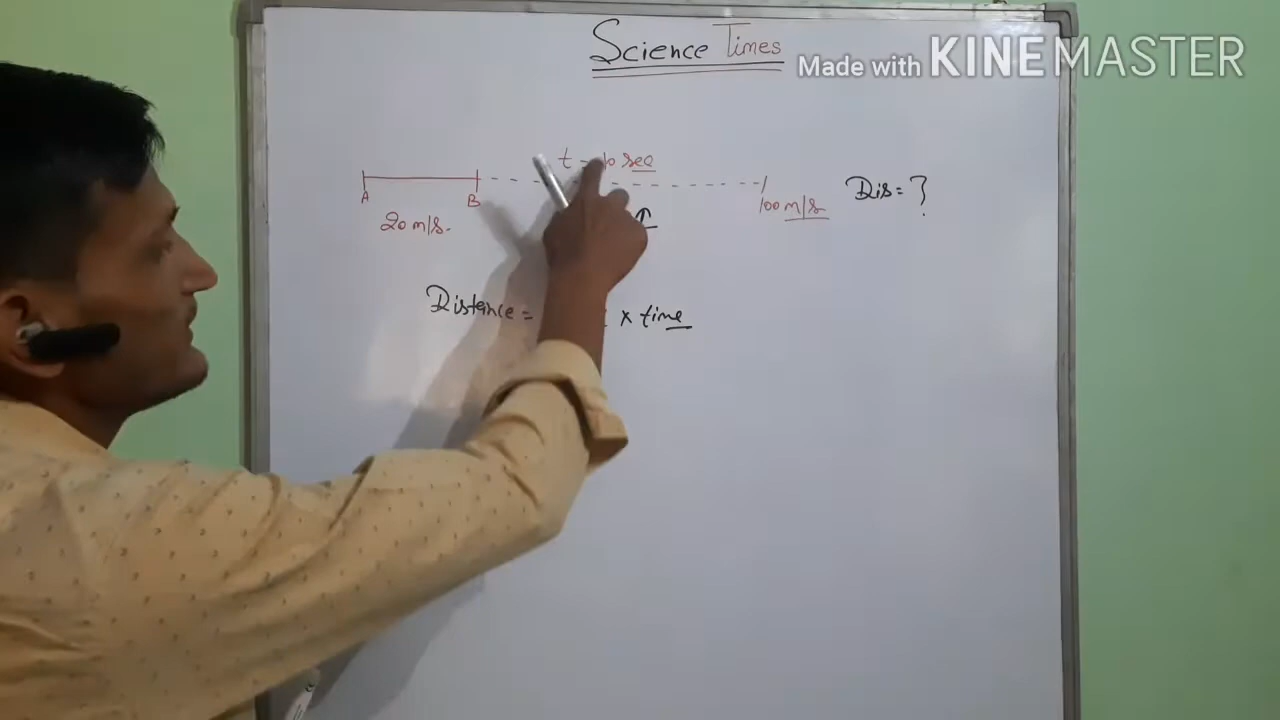 Science Times
Made with KINEMASTER
t = 10 sec
A B 100 m/s Dis = ?
20 m/s.
Distance = × time